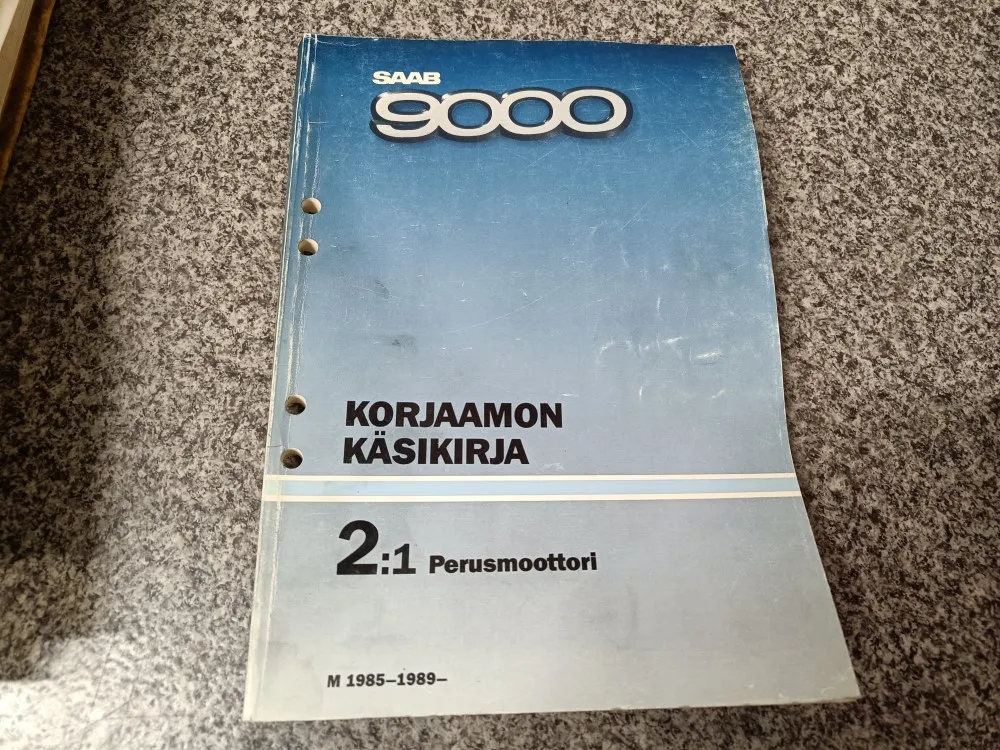 SAAB
9000
KORJAAMON
KÄSIKIRJA
2:1 Perusmoottori
M 1985–1989–